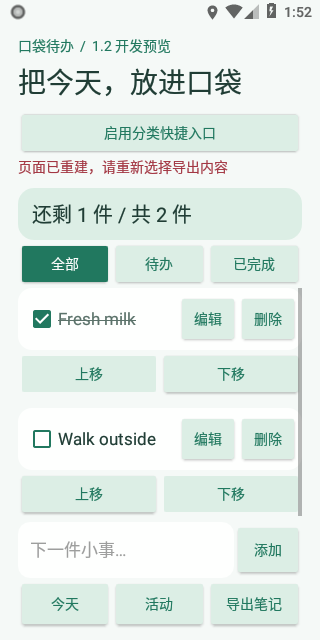 1:52
口袋待办 / 1.2 开发预览
把今天，放进口袋
启用分类快捷入口
页面已重建，请重新选择导出内容
还剩 1 件 / 共 2 件
全部 待办 已完成
Fresh milk 编辑 删除
上移 下移
Walk outside 编辑 删除
上移 下移
下一件小事… 添加
今天 活动 导出笔记